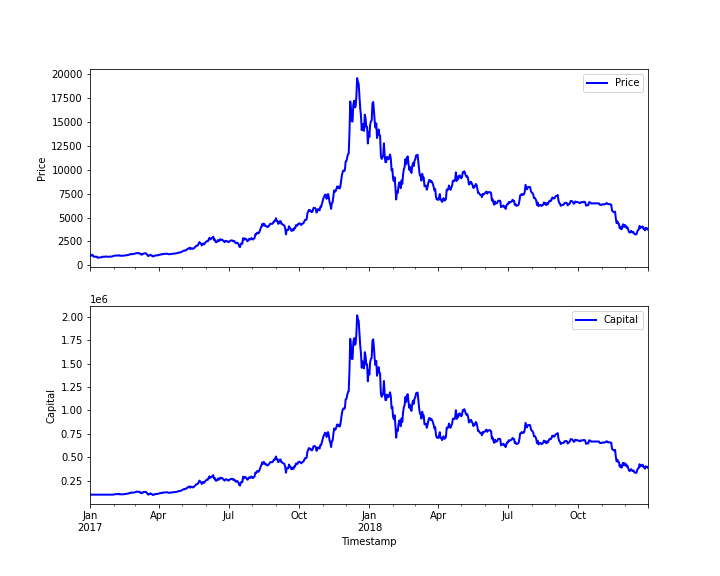 20000
17500
15000
12500
10000
7500
5000
2500
0
Price
Price
1e6
2.00
1.75
1.50
1.25
1.00
0.75
0.50
0.25
Capital
Capital
Jan Apr Jul Oct Jan Apr Jul Oct
2017 2018
Timestamp